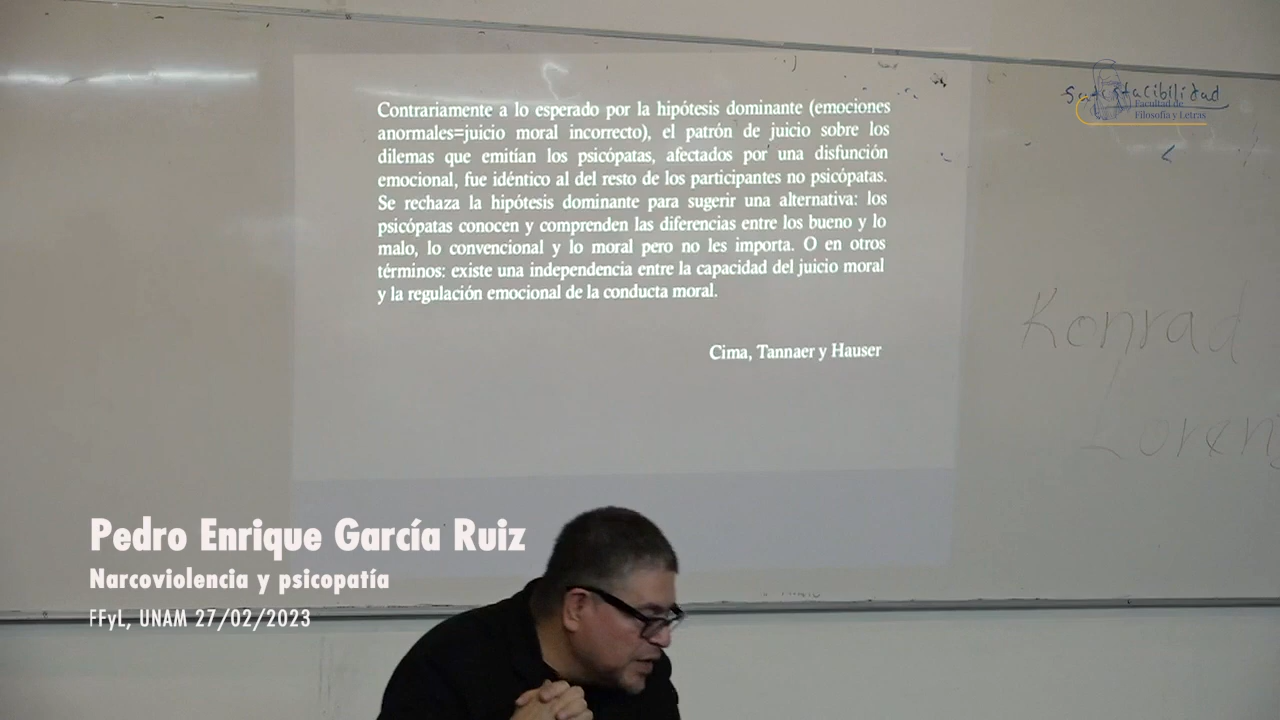 Contrariamente a lo esperado por la hipótesis dominante (emociones
anormales=juicio moral incorrecto), el patrón de juicio sobre los
dilemas que emitían los psicópatas, afectados por una disfunción
emocional, fue idéntico al del resto de los participantes no psicópatas.
Se rechaza la hipótesis dominante para sugerir una alternativa: los
psicópatas conocen y comprenden las diferencias entre los bueno y lo
malo, lo convencional y lo moral pero no les importa. O en otros
términos: existe una independencia entre la capacidad del juicio moral
y la regulación emocional de la conducta moral.
Cima, Tannaer y Hauser
Facultad de
Filosofía y Letras
Konrad
Loren
Pedro Enrique García Ruiz
Narcoviolencia y psicopatía
FFyL, UNAM 27/02/2023